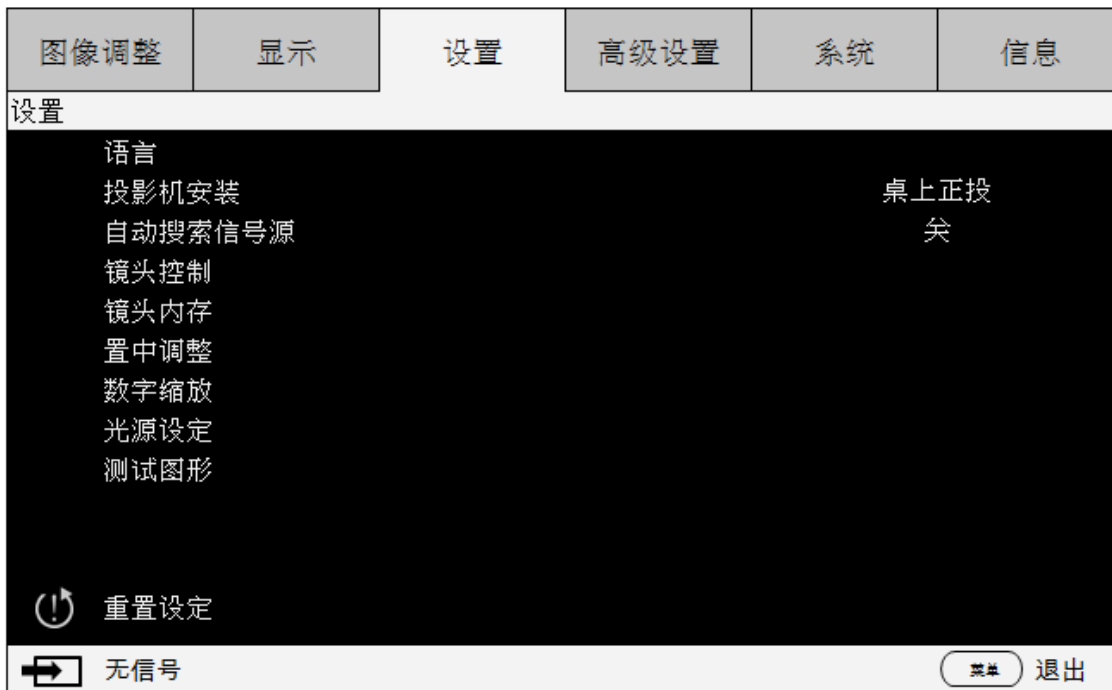 图像调整 显示 设置 高级设置 系统 信息
设置
语言
投影机安装 桌上正投
自动搜索信号源 关
镜头控制
镜头内存
置中调整
数字缩放
光源设定
测试图形
重置设定
无信号 菜单 退出